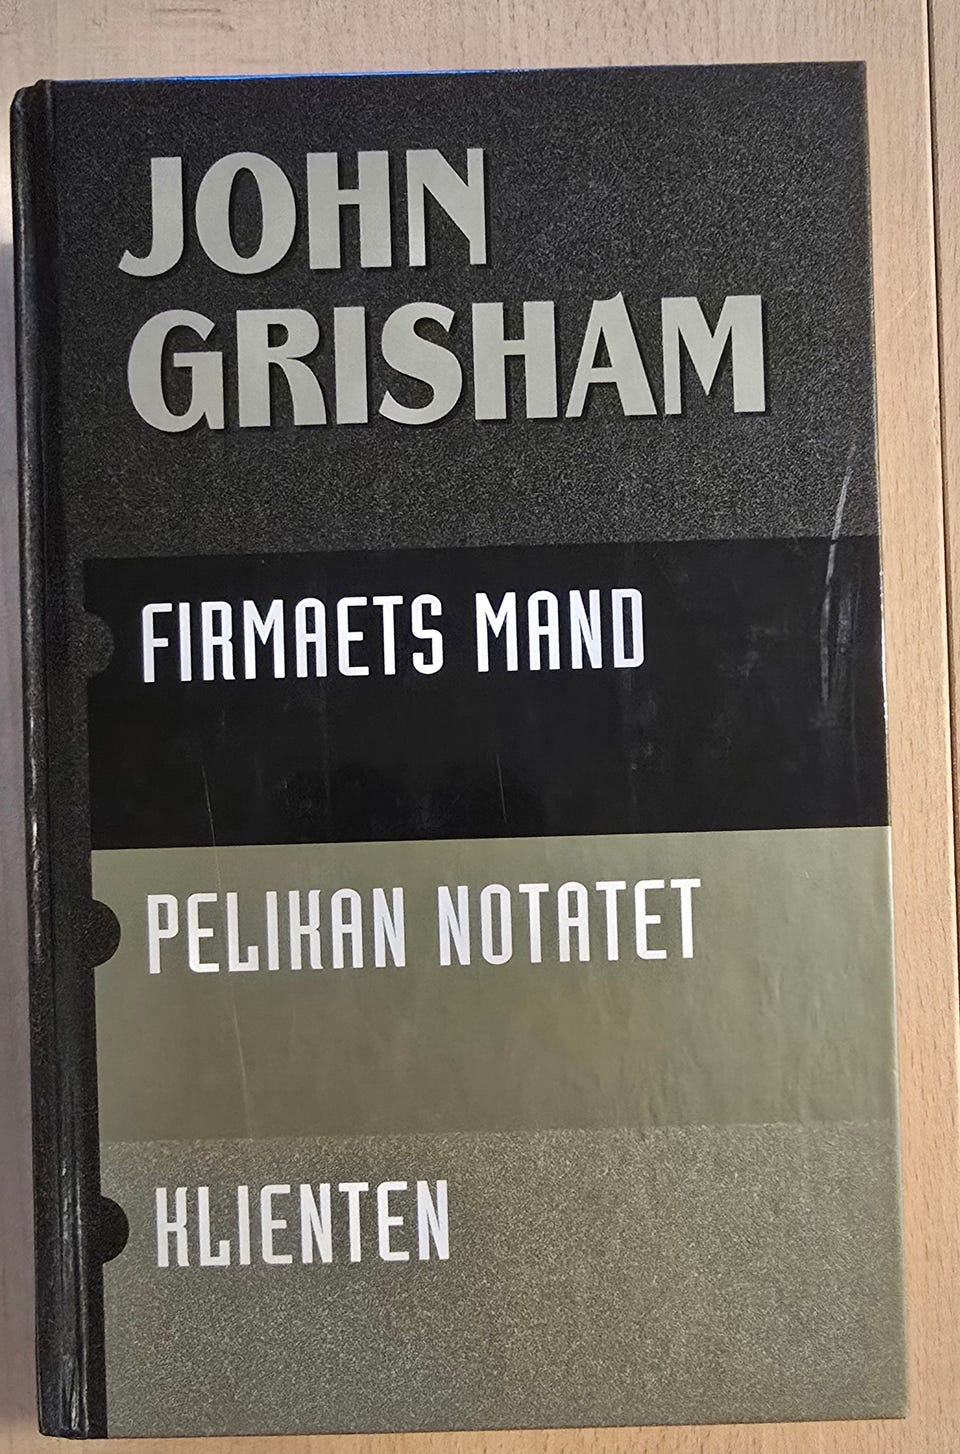 JOHN
GRISHAM
FIRMAETS MAND
PELIKAN NOTATET
KLIENTEN